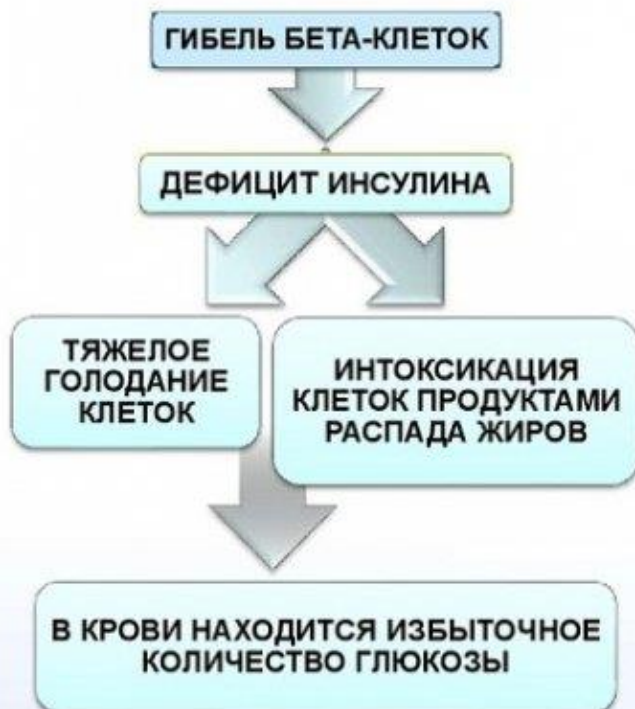 ГИБЕЛЬ БЕТА-КЛЕТОК
ДЕФИЦИТ ИНСУЛИНА
ТЯЖЕЛОЕ
ГОЛОДАНИЕ
КЛЕТОК
ИНТОКСИКАЦИЯ
КЛЕТОК ПРОДУКТАМИ
РАСПАДА ЖИРОВ
В КРОВИ НАХОДИТСЯ ИЗБЫТОЧНОЕ
КОЛИЧЕСТВО ГЛЮКОЗЫ